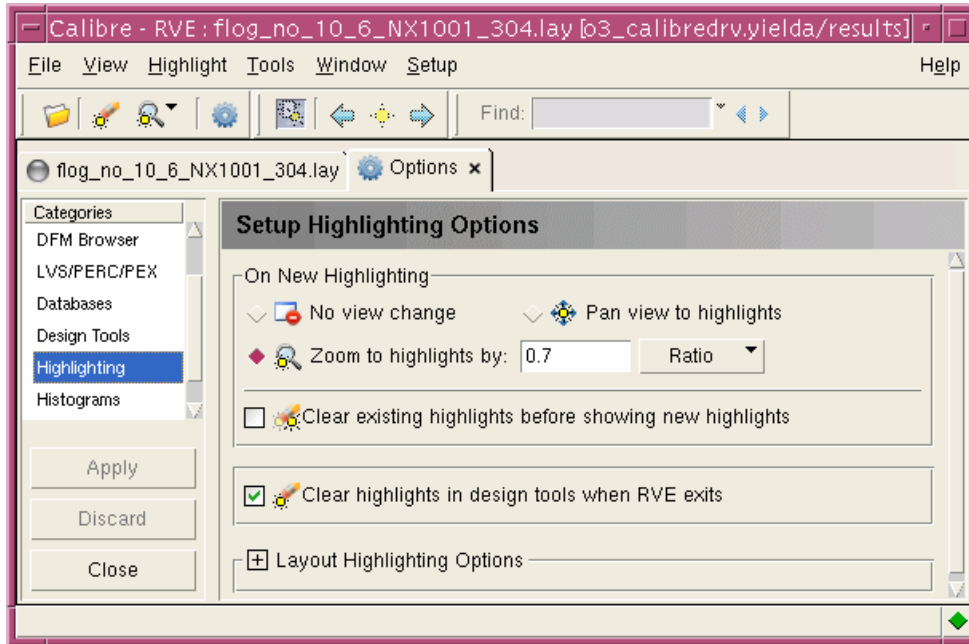 Calibre - RVE : flog_no_10_6_NX1001_304.lay [o3_calibredrv.yielda/results]
File View Highlight Tools Window Setup Help
Find:
flog_no_10_6_NX1001_304.lay Options
Categories
DFM Browser
LVS/PERC/PEX
Databases
Design Tools
Highlighting
Histograms
Apply
Discard
Close
Setup Highlighting Options
On New Highlighting
No view change Pan view to highlights
Zoom to highlights by: 0.7 Ratio
Clear existing highlights before showing new highlights
Clear highlights in design tools when RVE exits
Layout Highlighting Options